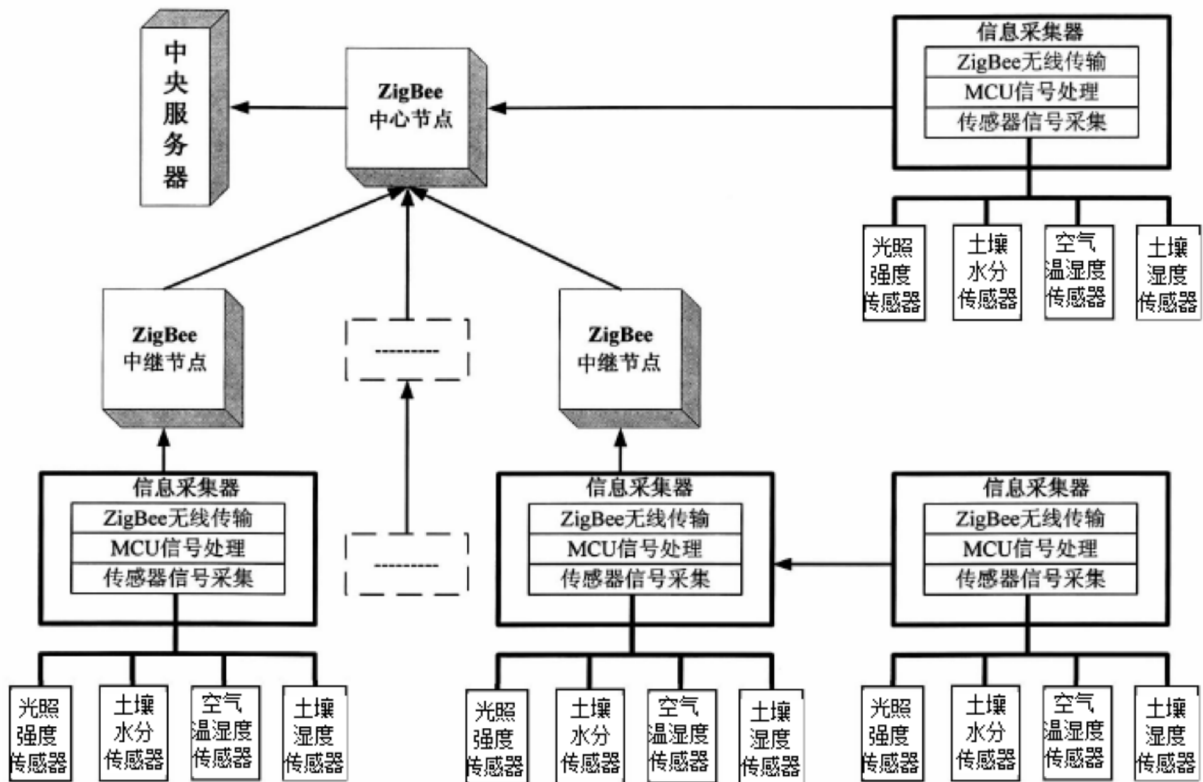 中
央
服
务
器
ZigBee
中心节点
信息采集器
ZigBee无线传输
MCU信号处理
传感器信号采集
光照
强度
传感器
土壤
水分
传感器
空气
温湿度
传感器
土壤
湿度
传感器
ZigBee
中继节点
---------
ZigBee
中继节点
信息采集器
ZigBee无线传输
MCU信号处理
传感器信号采集
---------
信息采集器
ZigBee无线传输
MCU信号处理
传感器信号采集
信息采集器
ZigBee无线传输
MCU信号处理
传感器信号采集
光照
强度
传感器
土壤
水分
传感器
空气
温湿度
传感器
土壤
湿度
传感器
光照
强度
传感器
土壤
水分
传感器
空气
温湿度
传感器
土壤
湿度
传感器
光照
强度
传感器
土壤
水分
传感器
空气
温湿度
传感器
土壤
湿度
传感器